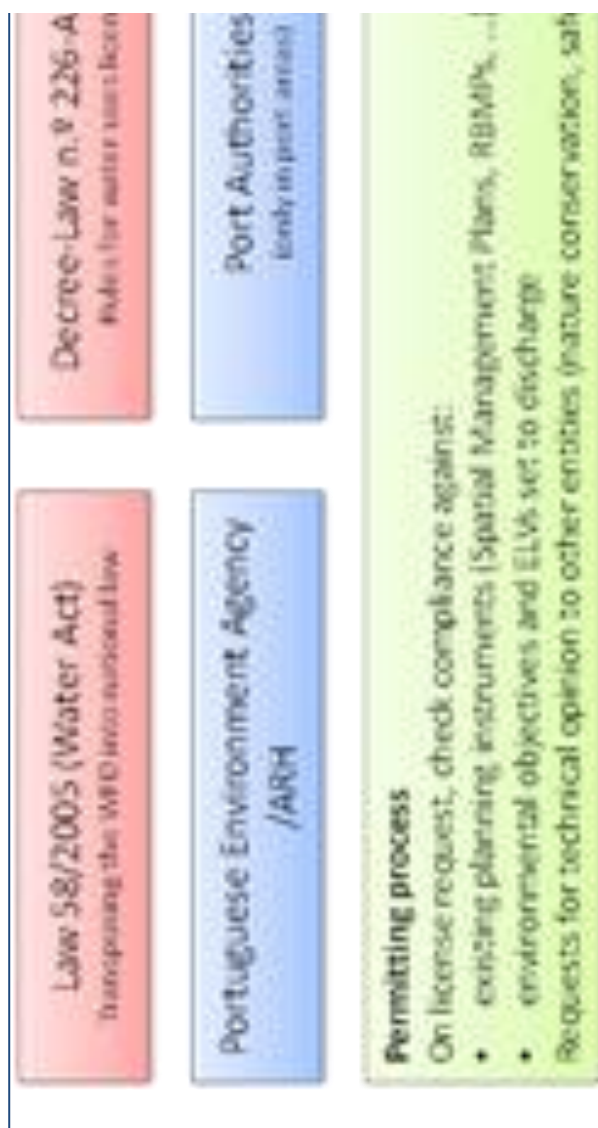 Law 58/2005 (Water Act)
Transposing the WFD into national law
Decree-Law n.º 226-A
Rules for water uses licen
Portuguese Environment Agency
/ARH
Port Authorities
(only in port areas)
Permitting process
On license request, check compliance against:
• existing planning instruments (Spatial Management Plans, RBMPs, ...
• environmental objectives and ELVs set to discharge
Requests for technical opinion to other entities (nature conservation, saf